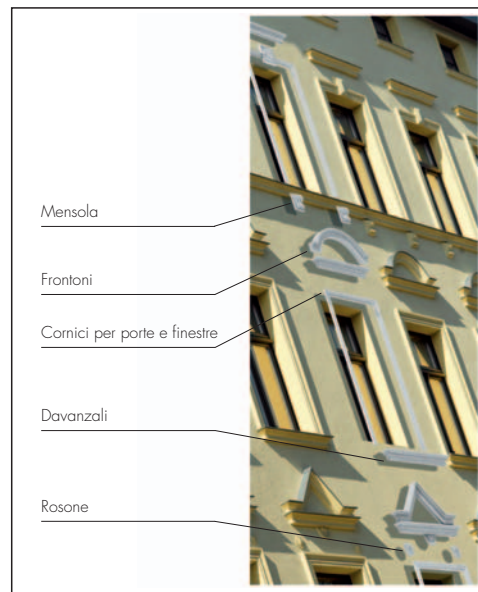 Mensola
Frontoni
Cornici per porte e finestre
Davanzali
Rosone